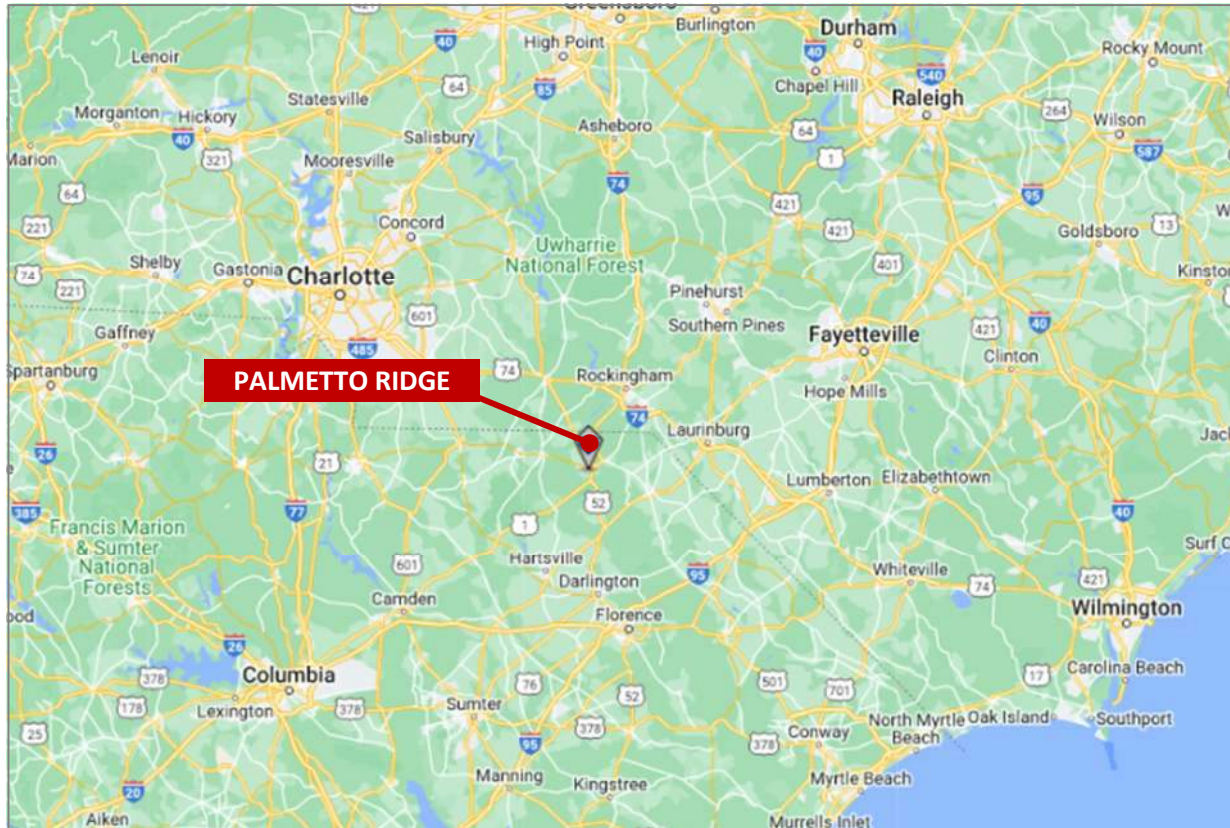 Greensboro
Burlington
Durham
Lenoir
High Point
40
40
Rocky Mount
Chapel Hill
540
64
85
Statesville
Raleigh
Morganton
Hickory
264
Wilson
Asheboro
64
Salisbury
40
321
Marion
Mooresville
1
587
74
64
95
421
Concord
221
421
13
Goldsboro
Uwharrie
National Forest
Shelby
Gastonia
Charlotte
401
74
Kinston
221
Pinehurst
601
Southern Pines
Gaffney
Fayetteville
421
40
485
Clinton
Spartanburg
74
PALMETTO RIDGE
Rockingham
Hope Mills
74
Laurinburg
26
21
Lumberton
Elizabethtown
52
385
77
40
Francis Marion
& Sumter
National
Forests
1
Hartsville
Surf C
601
95
Darlington
Whiteville
74
421
Camden
Florence
Wilmington
26
Columbia
Carolina Beach
378
76
501
17
52
701
178
Lexington
378
Sumter
North Myrtle
Beach
Oak Island
Southport
25
378
Conway
95
378
Manning
Kingstree
Myrtle Beach
20
Aiken
Murrells Inlet